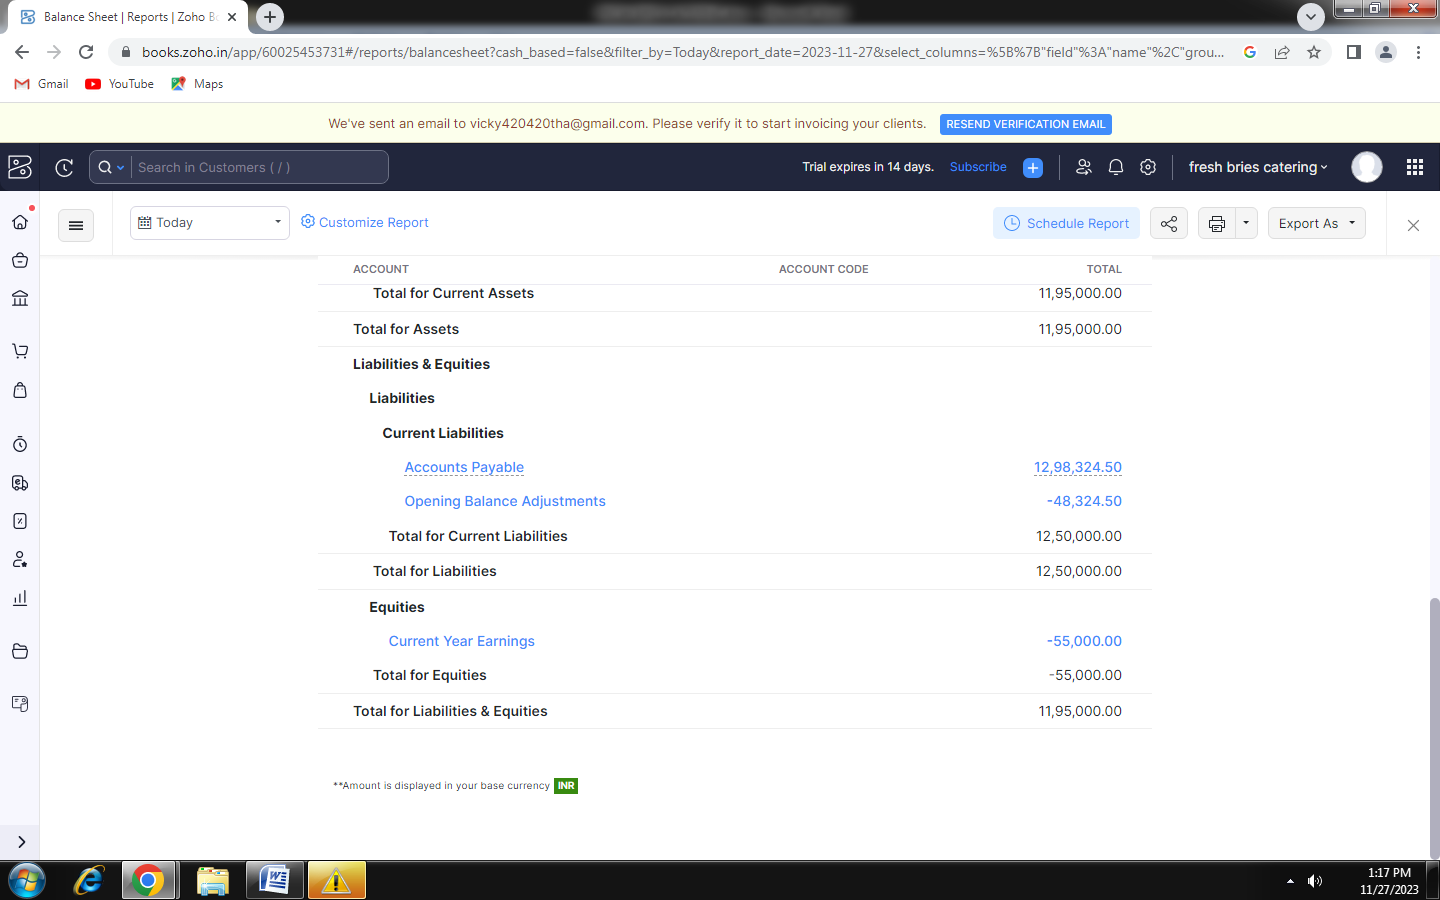 Balance Sheet | Reports | Zoho Bo
books.zoho.in/app/60025453731#/reports/balancesheet?cash_based=false&filter_by=Today&report_date=2023-11-27&select_columns=%5B%7B"field"%3A"name"%2C"grou...
Gmail YouTube Maps
We've sent an email to vicky420420tha@gmail.com. Please verify it to start invoicing your clients. RESEND VERIFICATION EMAIL
Search in Customers ( / ) Trial expires in 14 days. Subscribe fresh bries catering
Today Customize Report Schedule Report Export As
ACCOUNT ACCOUNT CODE TOTAL
Total for Current Assets 11,95,000.00
Total for Assets 11,95,000.00
Liabilities & Equities
Liabilities
Current Liabilities
Accounts Payable 12,98,324.50
Opening Balance Adjustments -48,324.50
Total for Current Liabilities 12,50,000.00
Total for Liabilities 12,50,000.00
Equities
Current Year Earnings -55,000.00
Total for Equities -55,000.00
Total for Liabilities & Equities 11,95,000.00
**Amount is displayed in your base currency INR
1:17 PM
11/27/2023